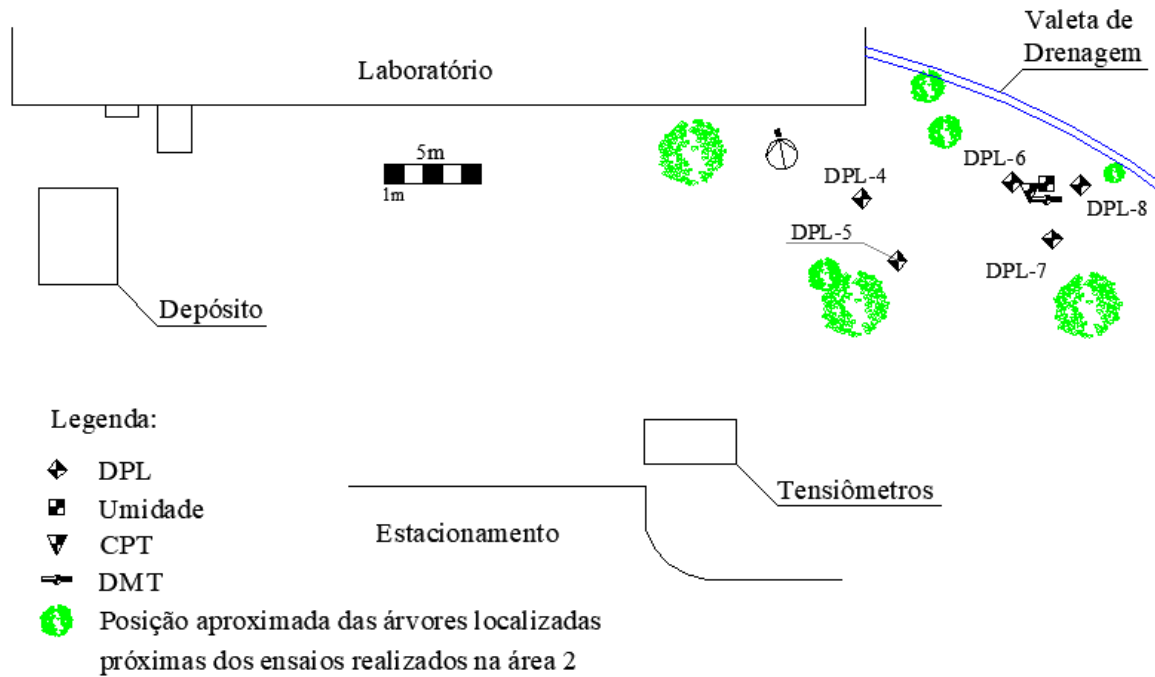 Valeta de
Drenagem
Laboratório
5m
1m
DPL-6
DPL-4
DPL-8
DPL-5
DPL-7
Depósito
Legenda:
DPL
Umidade
CPT
DMT
Posição aproximada das árvores localizadas
próximas dos ensaios realizados na área 2
Tensiômetros
Estacionamento